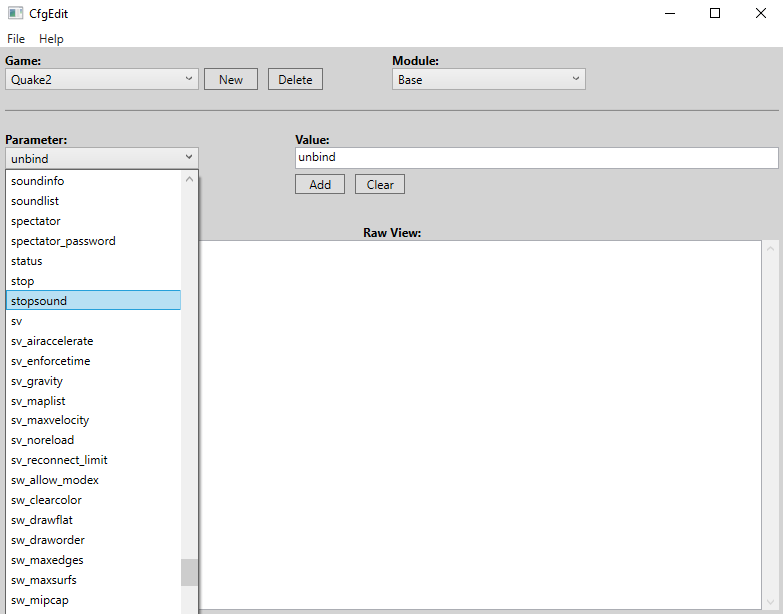 CfgEdit
File Help
Game: Module:
Quake2 New Delete Base
Parameter: Value:
unbind unbind
Add Clear
Raw View:
soundinfo
soundlist
spectator
spectator_password
status
stop
stopsound
sv
sv_airaccelerate
sv_enforcetime
sv_gravity
sv_maplist
sv_maxvelocity
sv_noreload
sv_reconnect_limit
sw_allow_modex
sw_clearcolor
sw_drawflat
sw_draworder
sw_maxedges
sw_maxsurfs
sw_mipcap